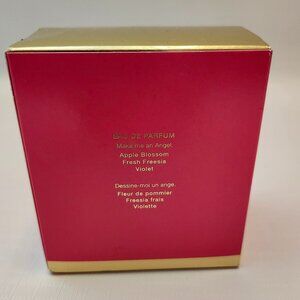 EAU DE PARFUM
Make me an Angel.
Apple Blossom
Fresh Freesia
Violet
Dessine-moi un ange.
Fleur de pommier
Freesia frais
Violette